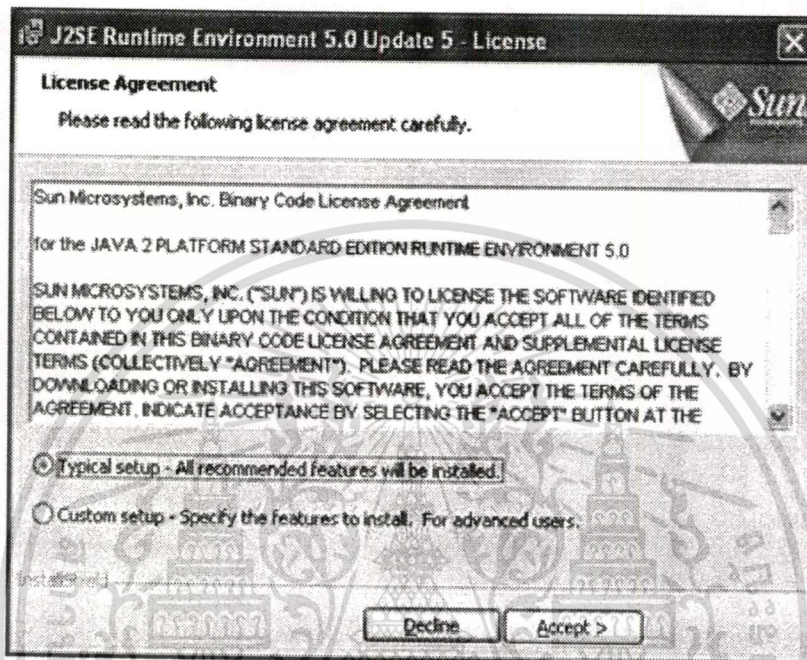 J2SE Runtime Environment 5.0 Update 5 - License
License Agreement
Please read the following license agreement carefully.
Sun
Sun Microsystems, Inc. Binary Code License Agreement
for the JAVA 2 PLATFORM STANDARD EDITION RUNTIME ENVIRONMENT 5.0
SUN MICROSYSTEMS, INC. ("SUN") IS WILLING TO LICENSE THE SOFTWARE IDENTIFIED
BELOW TO YOU ONLY UPON THE CONDITION THAT YOU ACCEPT ALL OF THE TERMS
CONTAINED IN THIS BINARY CODE LICENSE AGREEMENT AND SUPPLEMENTAL LICENSE
TERMS (COLLECTIVELY "AGREEMENT"). PLEASE READ THE AGREEMENT CAREFULLY. BY
DOWNLOADING OR INSTALLING THIS SOFTWARE, YOU ACCEPT THE TERMS OF THE
AGREEMENT. INDICATE ACCEPTANCE BY SELECTING THE "ACCEPT" BUTTON AT THE
Typical setup - All recommended features will be installed.
Custom setup - Specify the features to install. For advanced users.
InstallShield
Decline
Accept >